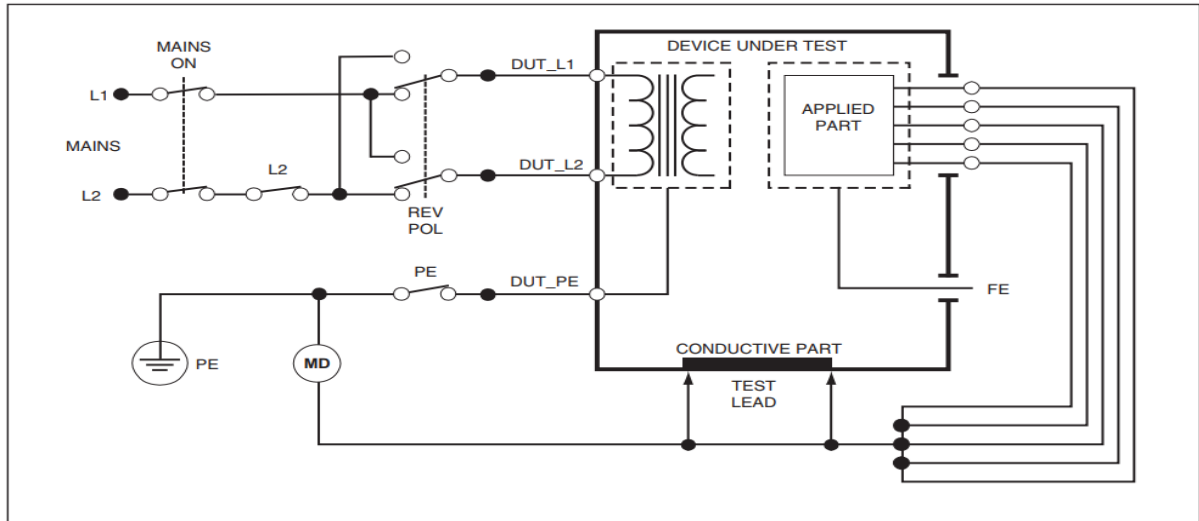 MAINS
ON
L1
MAINS
L2
L2
REV
POL
DUT_L1
DUT_L2
DEVICE UNDER TEST
APPLIED
PART
PE
DUT_PE
FE
PE
MD
CONDUCTIVE PART
TEST
LEAD